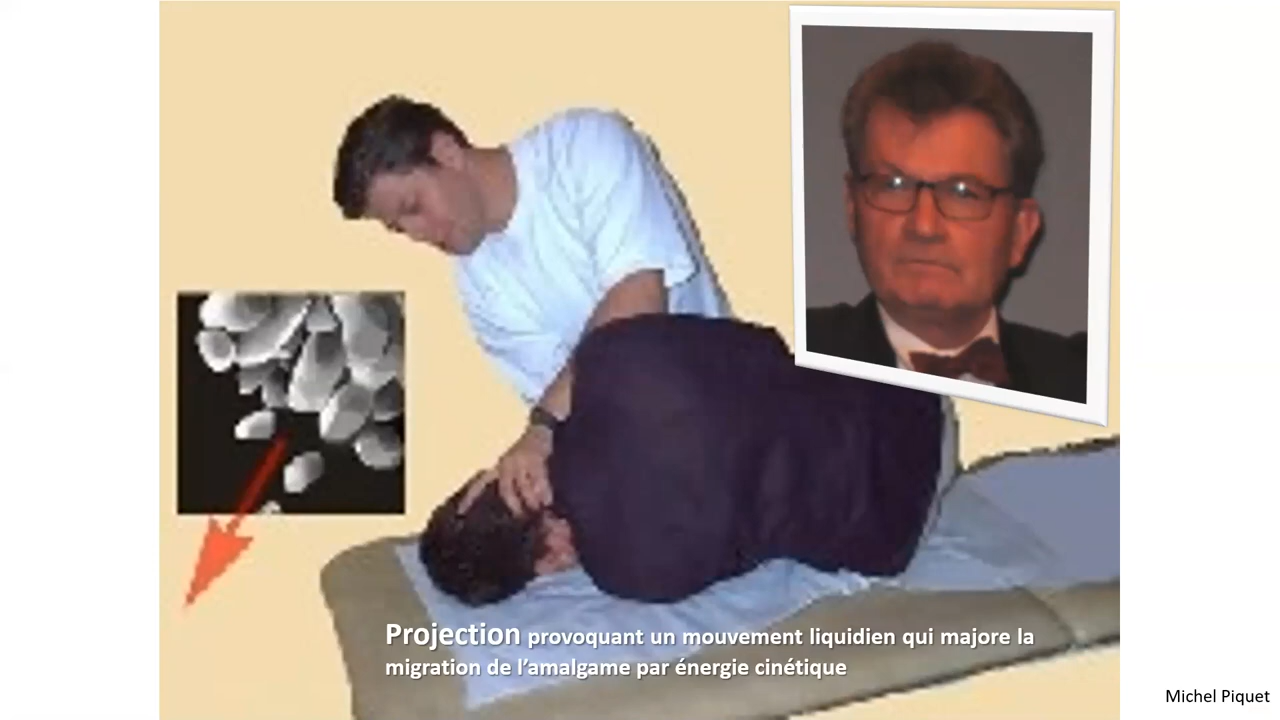 Projection provoquant un mouvement liquidien qui majore la
migration de l’amalgame par énergie cinétique
Michel Piquet